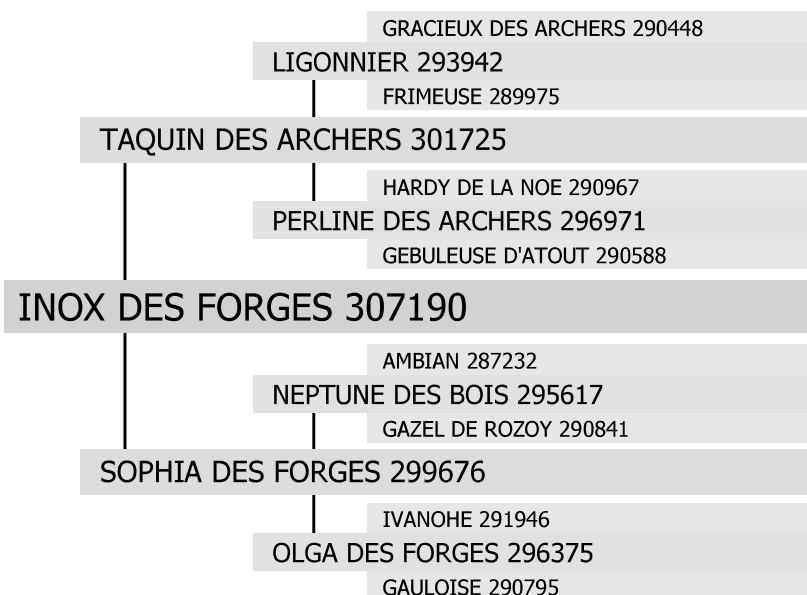 GRACIEUX DES ARCHERS 290448
LIGONNIER 293942
FRIMEUSE 289975
TAQUIN DES ARCHERS 301725
HARDY DE LA NOE 290967
PERLINE DES ARCHERS 296971
GEBULEUSE D'ATOUT 290588
INOX DES FORGES 307190
AMBIAN 287232
NEPTUNE DES BOIS 295617
GAZEL DE ROZOY 290841
SOPHIA DES FORGES 299676
IVANOHE 291946
OLGA DES FORGES 296375
GAULOISE 290795